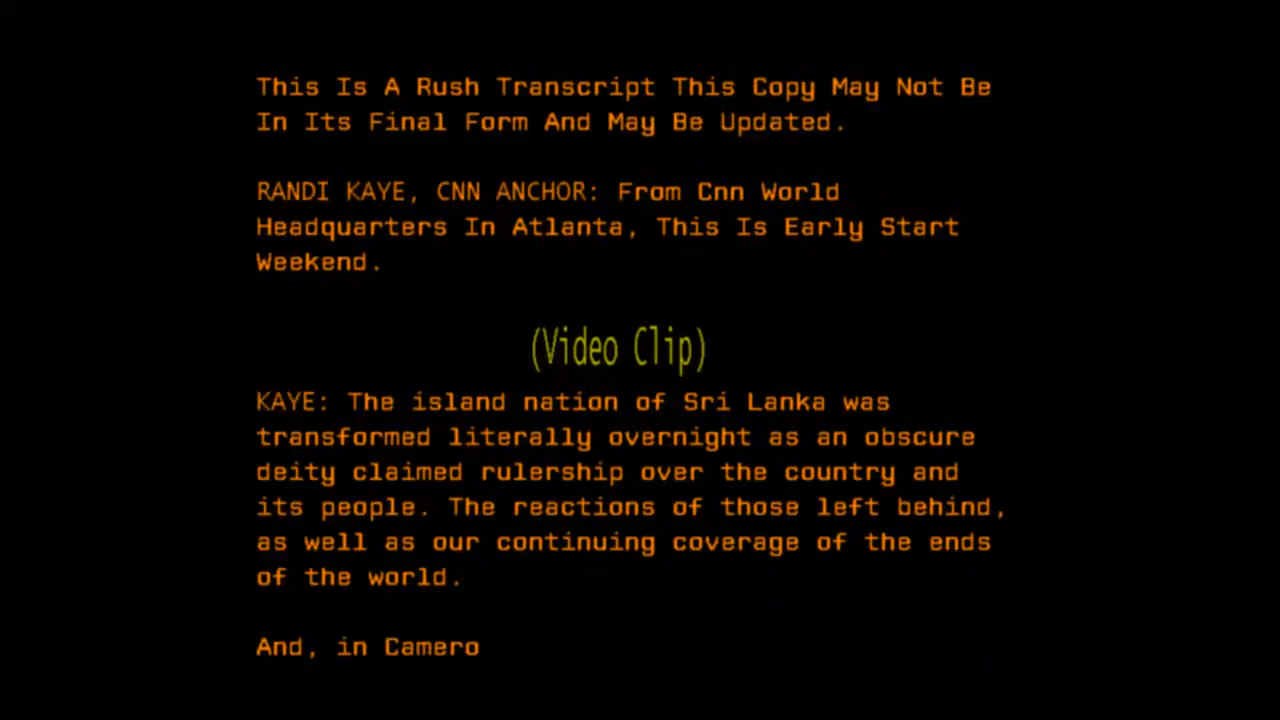 This Is A Rush Transcript This Copy May Not Be
In Its Final Form And May Be Updated.
RANDI KAYE, CNN ANCHOR: From Cnn World
Headquarters In Atlanta, This Is Early Start
Weekend.
(Video Clip)
KAYE: The island nation of Sri Lanka was
transformed literally overnight as an obscure
deity claimed rulership over the country and
its people. The reactions of those left behind,
as well as our continuing coverage of the ends
of the world.
And, in Camero